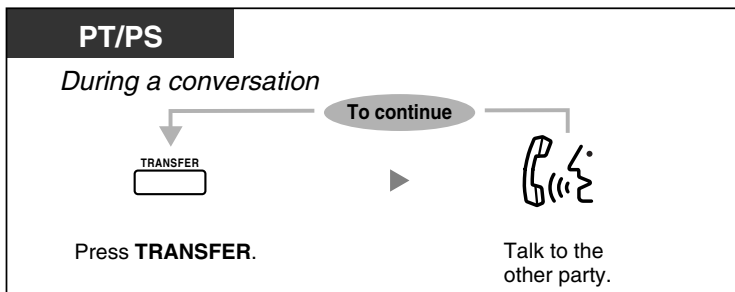 PT/PS
During a conversation
To continue
TRANSFER
Press TRANSFER.
Talk to the
other party.